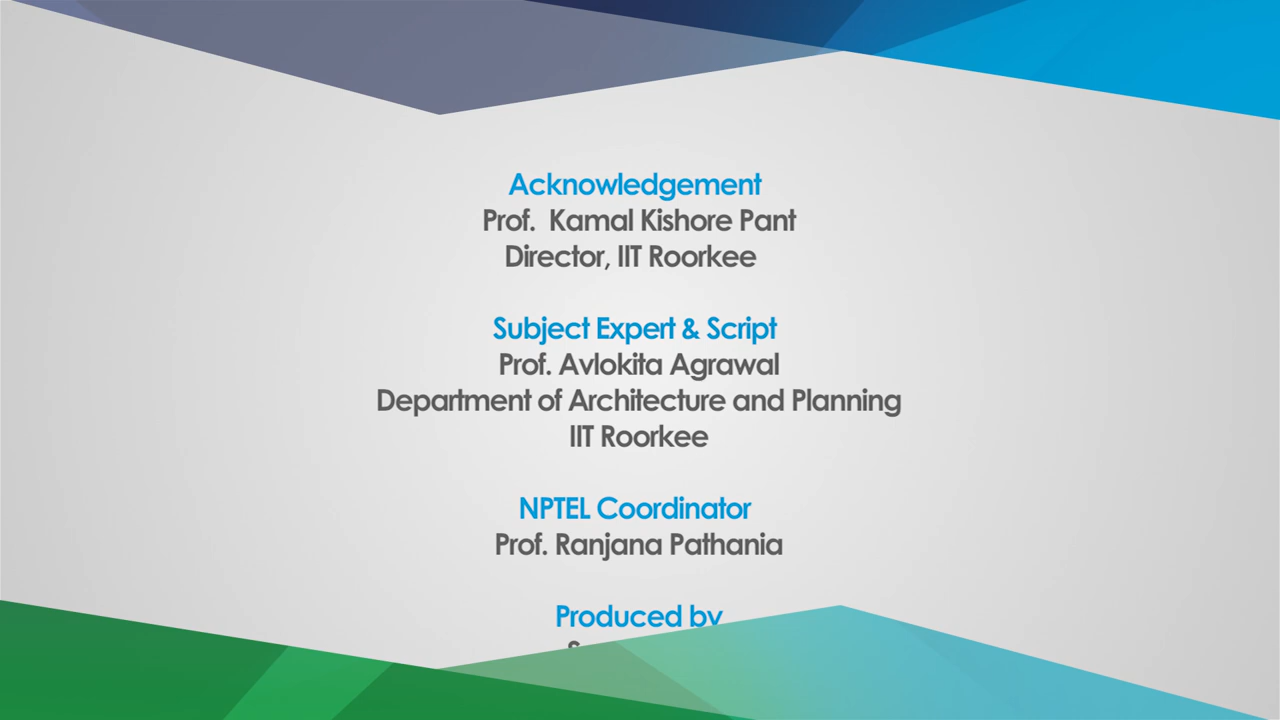 Acknowledgement
Prof. Kamal Kishore Pant
Director, IIT Roorkee
Subject Expert & Script
Prof. Avlokita Agrawal
Department of Architecture and Planning
IIT Roorkee
NPTEL Coordinator
Prof. Ranjana Pathania
Produced by